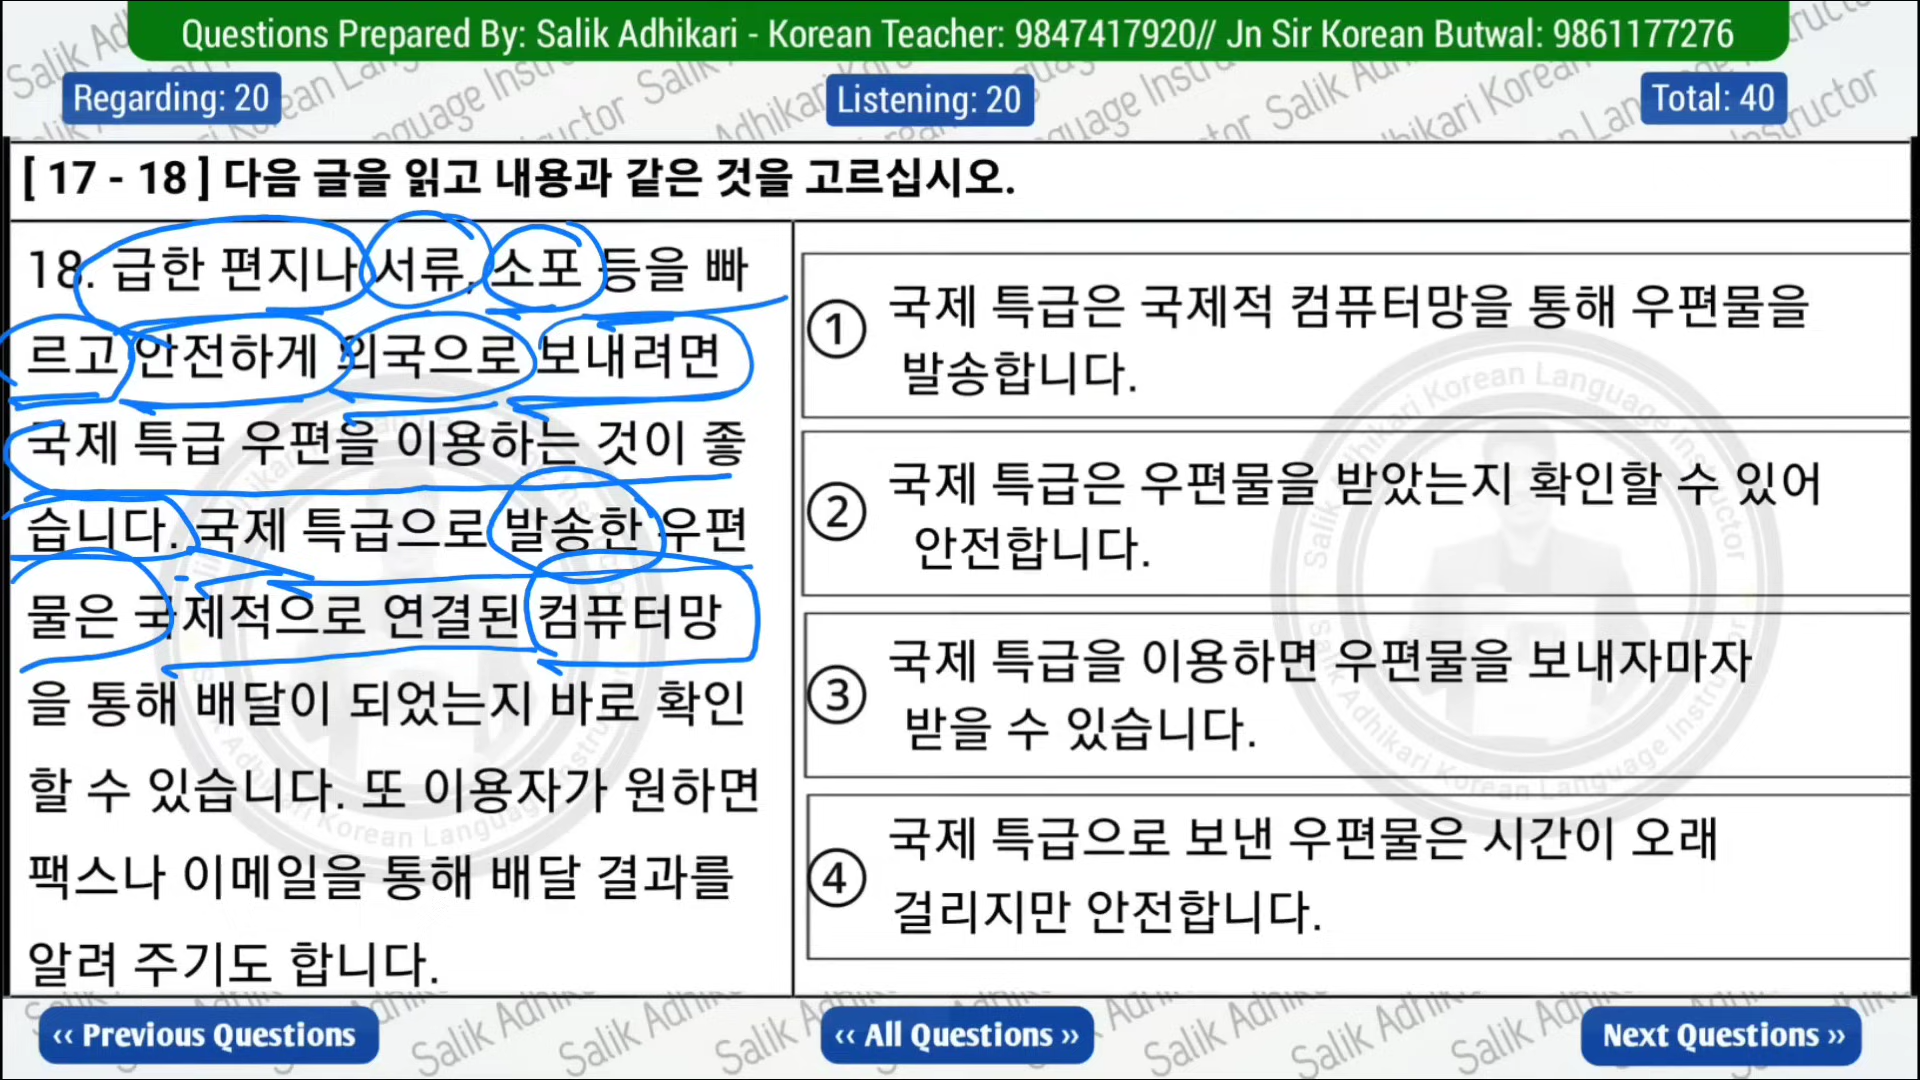 Questions Prepared By: Salik Adhikari - Korean Teacher: 9847417920// Jn Sir Korean Butwal: 9861177276
Regarding: 20
Listening: 20
Total: 40
[ 17 - 18 ] 다음 글을 읽고 내용과 같은 것을 고르십시오.
18. 급한 편지나 서류, 소포 등을 빠
르고 안전하게 외국으로 보내려면
국제 특급 우편을 이용하는 것이 좋
습니다. 국제 특급으로 발송한 우편
물은 국제적으로 연결된 컴퓨터망
을 통해 배달이 되었는지 바로 확인
할 수 있습니다. 또 이용자가 원하면
팩스나 이메일을 통해 배달 결과를
알려 주기도 합니다.
① 국제 특급은 국제적 컴퓨터망을 통해 우편물을
발송합니다.
② 국제 특급은 우편물을 받았는지 확인할 수 있어
안전합니다.
③ 국제 특급을 이용하면 우편물을 보내자마자
받을 수 있습니다.
④ 국제 특급으로 보낸 우편물은 시간이 오래
걸리지만 안전합니다.
‹‹ Previous Questions
‹‹ All Questions ››
Next Questions ››